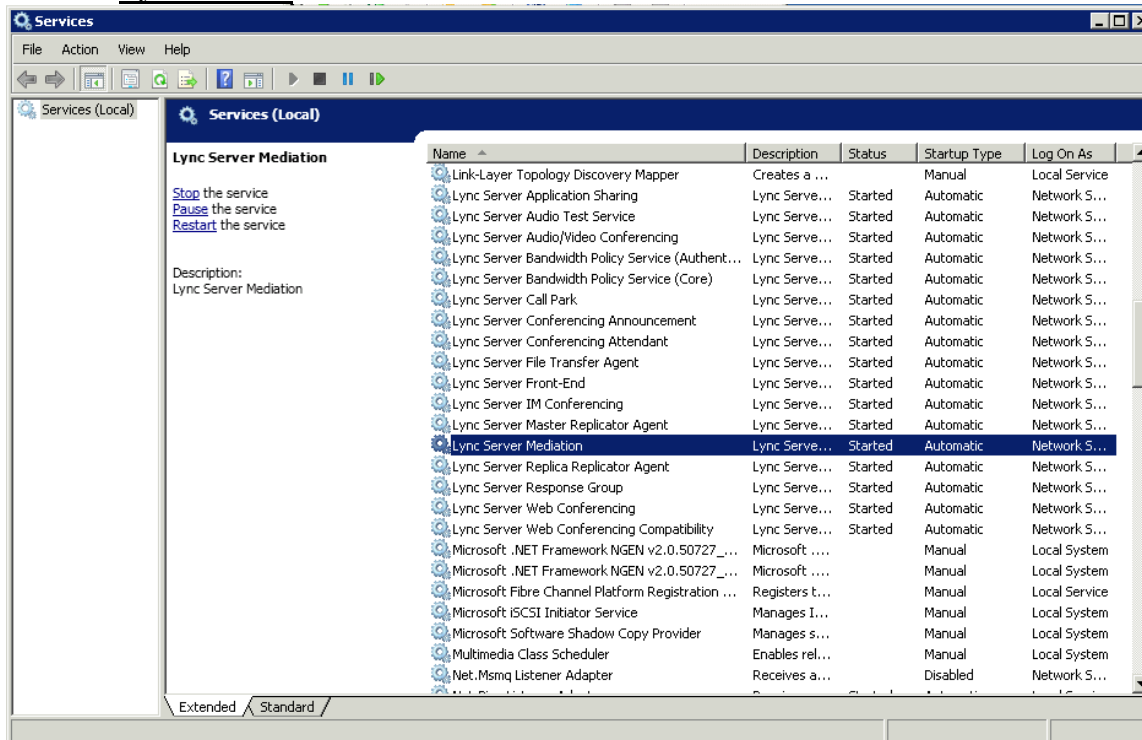 Services
File Action View Help
Services (Local)
Services (Local)
Lync Server Mediation
Stop the service
Pause the service
Restart the service
Description:
Lync Server Mediation
Name Description Status Startup Type Log On As
Link-Layer Topology Discovery Mapper Creates a ... Manual Local Service
Lync Server Application Sharing Lync Serve... Started Automatic Network S...
Lync Server Audio Test Service Lync Serve... Started Automatic Network S...
Lync Server Audio/Video Conferencing Lync Serve... Started Automatic Network S...
Lync Server Bandwidth Policy Service (Authent... Lync Serve... Started Automatic Network S...
Lync Server Bandwidth Policy Service (Core) Lync Serve... Started Automatic Network S...
Lync Server Call Park Lync Serve... Started Automatic Network S...
Lync Server Conferencing Announcement Lync Serve... Started Automatic Network S...
Lync Server Conferencing Attendant Lync Serve... Started Automatic Network S...
Lync Server File Transfer Agent Lync Serve... Started Automatic Network S...
Lync Server Front-End Lync Serve... Started Automatic Network S...
Lync Server IM Conferencing Lync Serve... Started Automatic Network S...
Lync Server Master Replicator Agent Lync Serve... Started Automatic Network S...
Lync Server Mediation Lync Serve... Started Automatic Network S...
Lync Server Replica Replicator Agent Lync Serve... Started Automatic Network S...
Lync Server Response Group Lync Serve... Started Automatic Network S...
Lync Server Web Conferencing Lync Serve... Started Automatic Network S...
Lync Server Web Conferencing Compatibility Lync Serve... Started Automatic Network S...
Microsoft .NET Framework NGEN v2.0.50727_... Microsoft .... Manual Local System
Microsoft .NET Framework NGEN v2.0.50727_... Microsoft .... Manual Local System
Microsoft Fibre Channel Platform Registration ... Registers t... Manual Local Service
Microsoft iSCSI Initiator Service Manages I... Manual Local System
Microsoft Software Shadow Copy Provider Manages s... Manual Local System
Multimedia Class Scheduler Enables rel... Manual Local System
Net.Msmq Listener Adapter Receives a... Disabled Network S...
Extended Standard